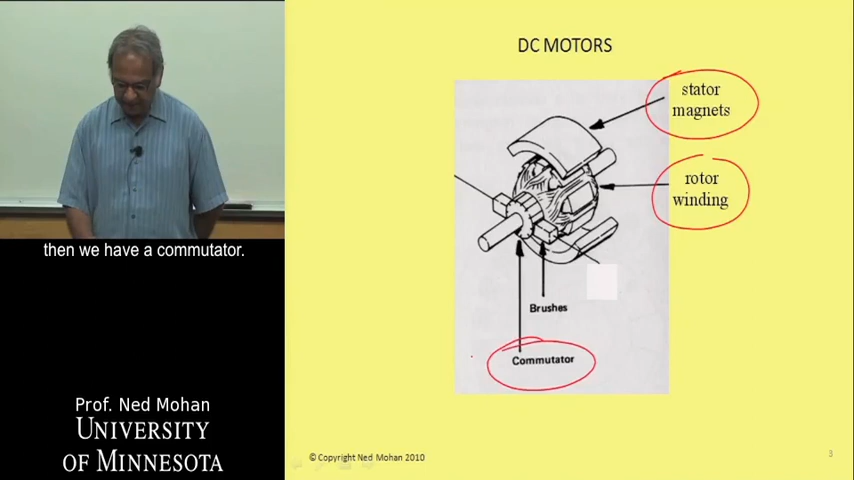 DC MOTORS
stator
magnets
rotor
winding
Brushes
Commutator
then we have a commutator.
Prof. Ned Mohan
UNIVERSITY
OF MINNESOTA
© Copyright Ned Mohan 2010
3